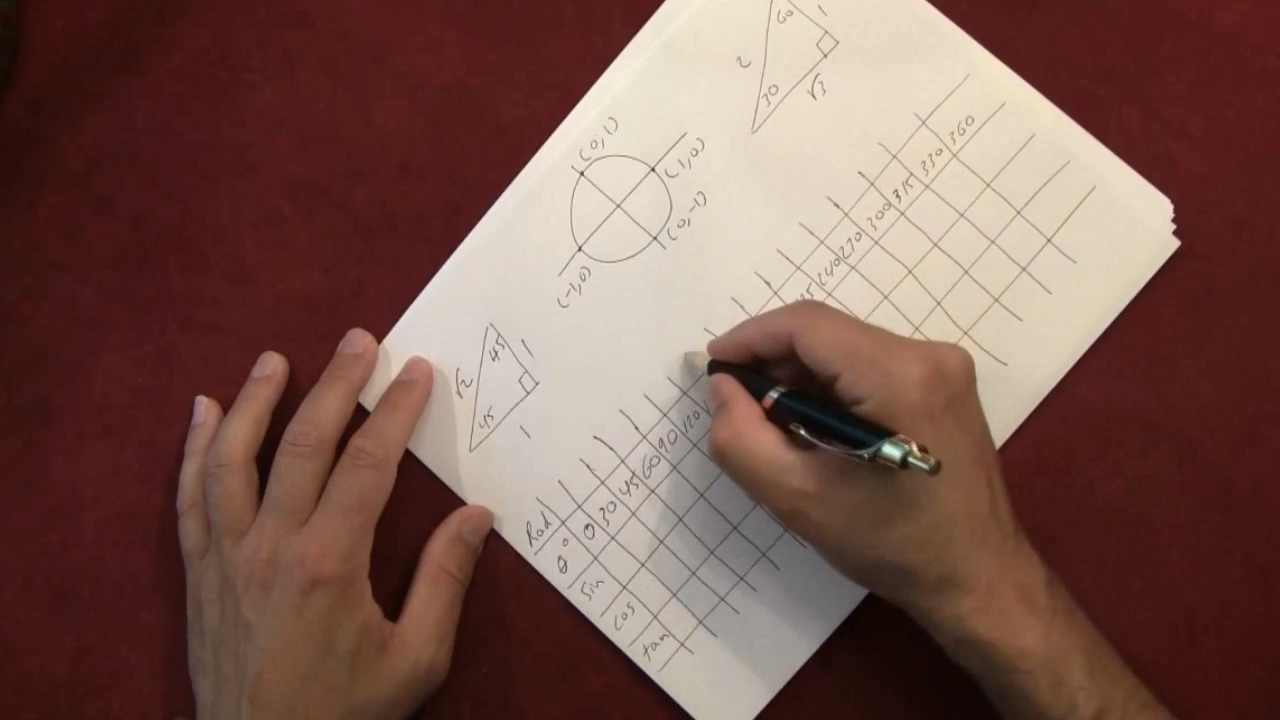 √2 45 1
45 1
(0,1)
(1,0)
(0,-1)
(-1,0)
60 1
2
30 √3
Rad
θ° 0 30 45 60 90 120 240 270 300 315 330 360
sin
cos
tan